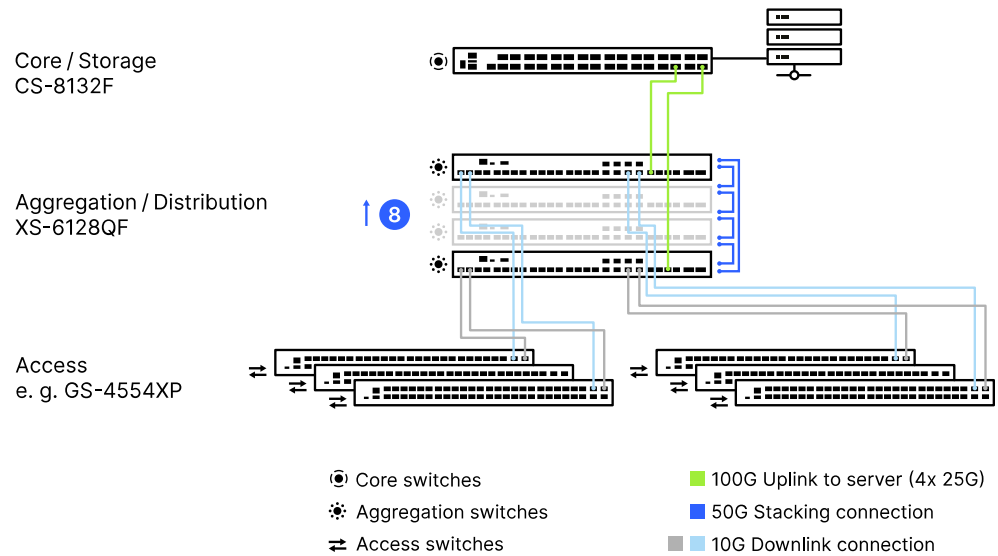 Core / Storage
CS-8132F
Aggregation / Distribution
XS-6128QF
8
Access
e. g. GS-4554XP
Core switches
100G Uplink to server (4x 25G)
Aggregation switches
50G Stacking connection
Access switches
10G Downlink connection